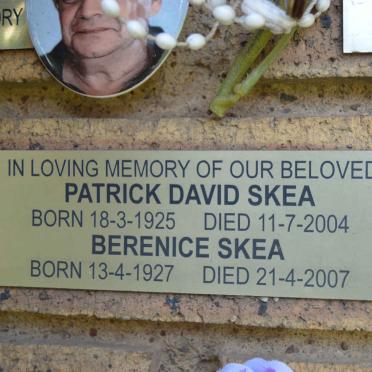 ORY
IN LOVING MEMORY OF OUR BELOVED
PATRICK DAVID SKEA
BORN 18-3-1925 DIED 11-7-2004
BERENICE SKEA
BORN 13-4-1927 DIED 21-4-2007